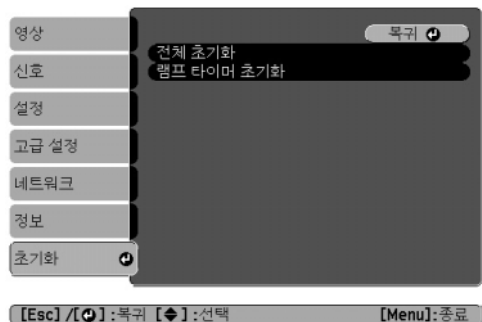 영상
신호
설정
고급 설정
네트워크
정보
초기화
복귀
전체 초기화
램프 타이머 초기화
[Esc] /[ ] :복귀 [ ] :선택 [Menu]:종료